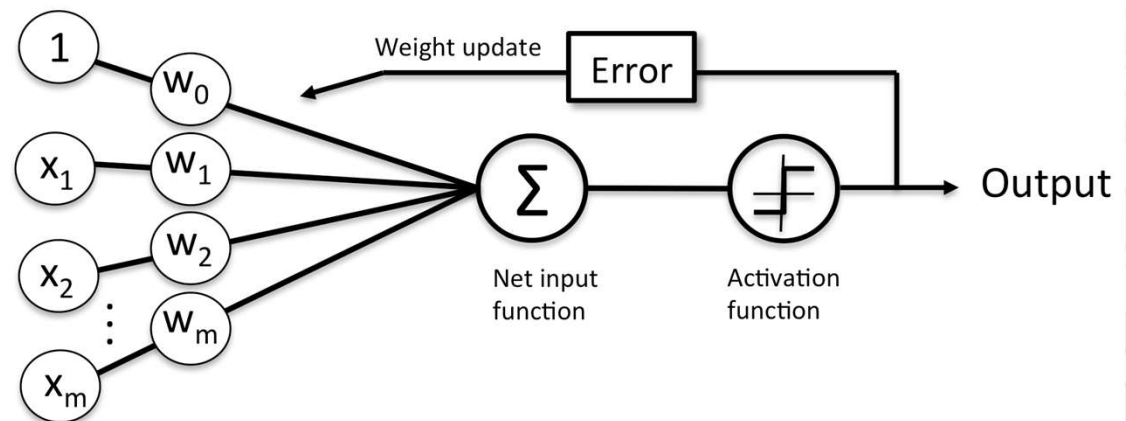 1
w₀
Weight update
Error
x₁
w₁
Σ
Output
x₂
w₂
⋮
wₘ
xₘ
Net input
function
Activation
function